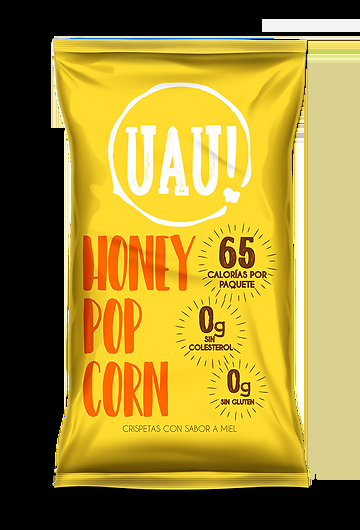 UAU!
HONEY
POP
CORN
65
CALORÍAS POR
PAQUETE
0g
SIN
COLESTEROL
0g
SIN GLUTEN
CRISPETAS CON SABOR A MIEL